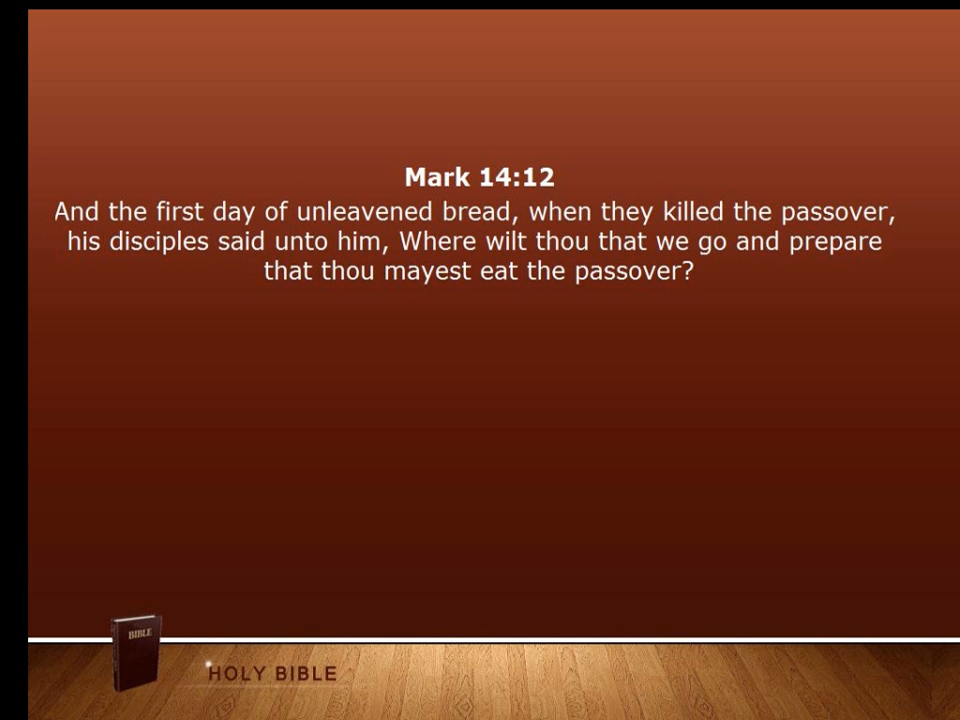 Mark 14:12
And the first day of unleavened bread, when they killed the passover,
his disciples said unto him, Where wilt thou that we go and prepare
that thou mayest eat the passover?
BIBLE
HOLY BIBLE